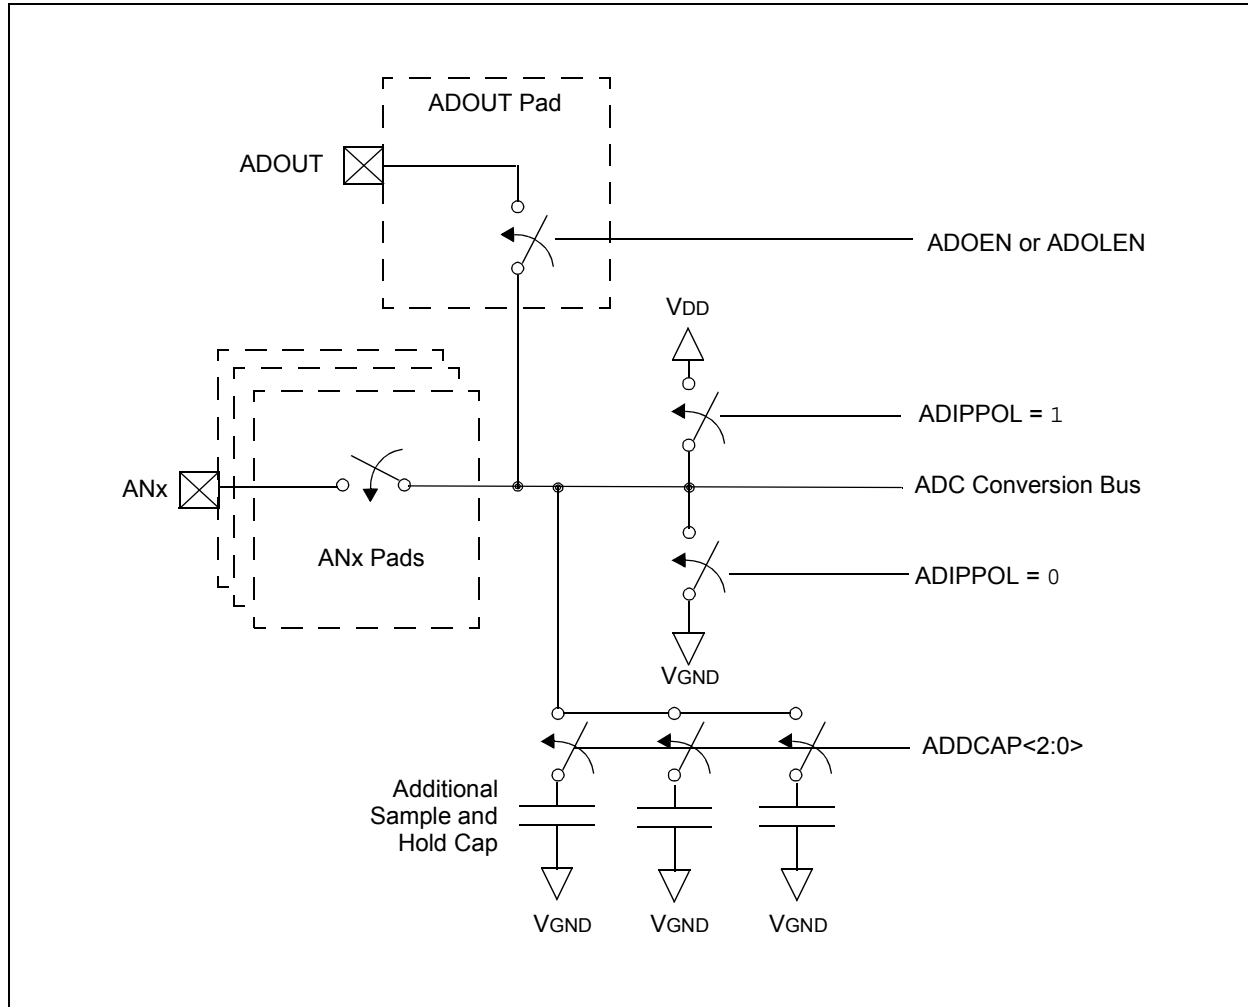 ADOUT Pad
ADOUT
ADOEN or ADOLEN
VDD
ADIPPOL = 1
ANx
ADC Conversion Bus
ANx Pads
ADIPPOL = 0
VGND
ADDCAP<2:0>
Additional
Sample and
Hold Cap
VGND
VGND
VGND